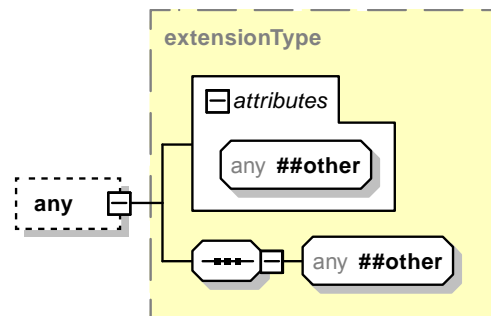 extensionType
attributes
any ##other
any
any ##other